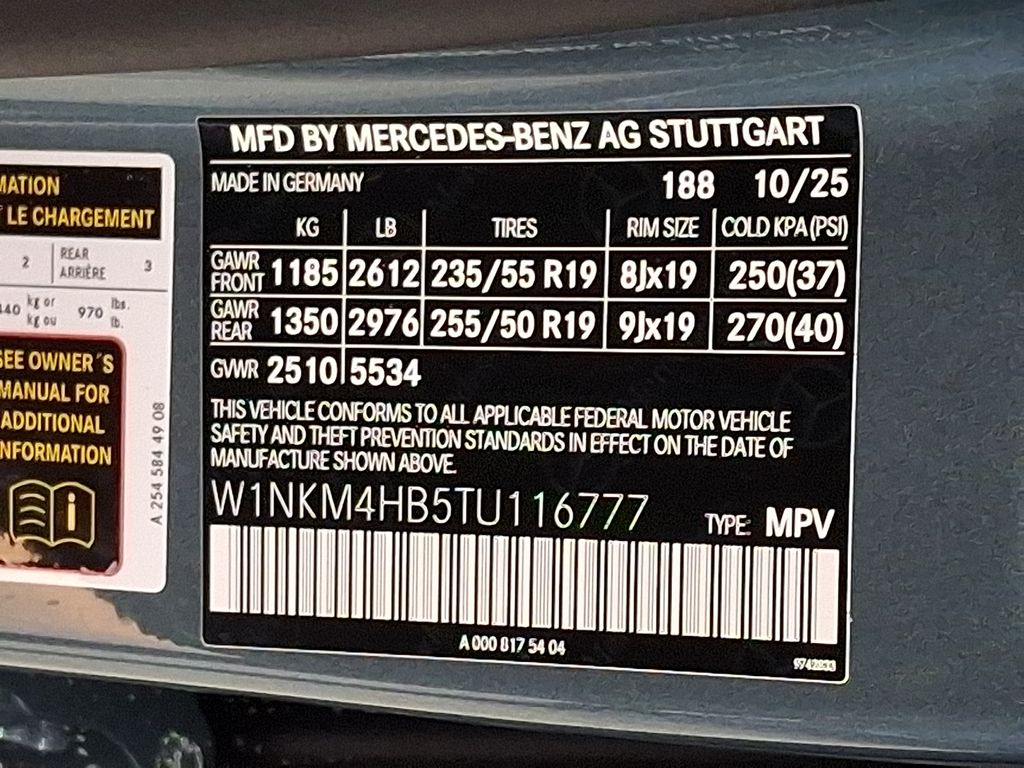 MATION
LE CHARGEMENT
2 REAR ARRIÈRE 3
kg or 970 lbs.
kg ou lb.
SEE OWNER´S
MANUAL FOR
ADDITIONAL
INFORMATION
A 254 584 49 08
MFD BY MERCEDES-BENZ AG STUTTGART
MADE IN GERMANY 188 10/25
KG LB TIRES RIM SIZE COLD KPA (PSI)
GAWR FRONT 1185 2612 235/55 R19 8Jx19 250(37)
GAWR REAR 1350 2976 255/50 R19 9Jx19 270(40)
GVWR 2510 5534
THIS VEHICLE CONFORMS TO ALL APPLICABLE FEDERAL MOTOR VEHICLE
SAFETY AND THEFT PREVENTION STANDARDS IN EFFECT ON THE DATE OF
MANUFACTURE SHOWN ABOVE.
W1NKM4HB5TU116777 TYPE: MPV
A 000 817 54 04